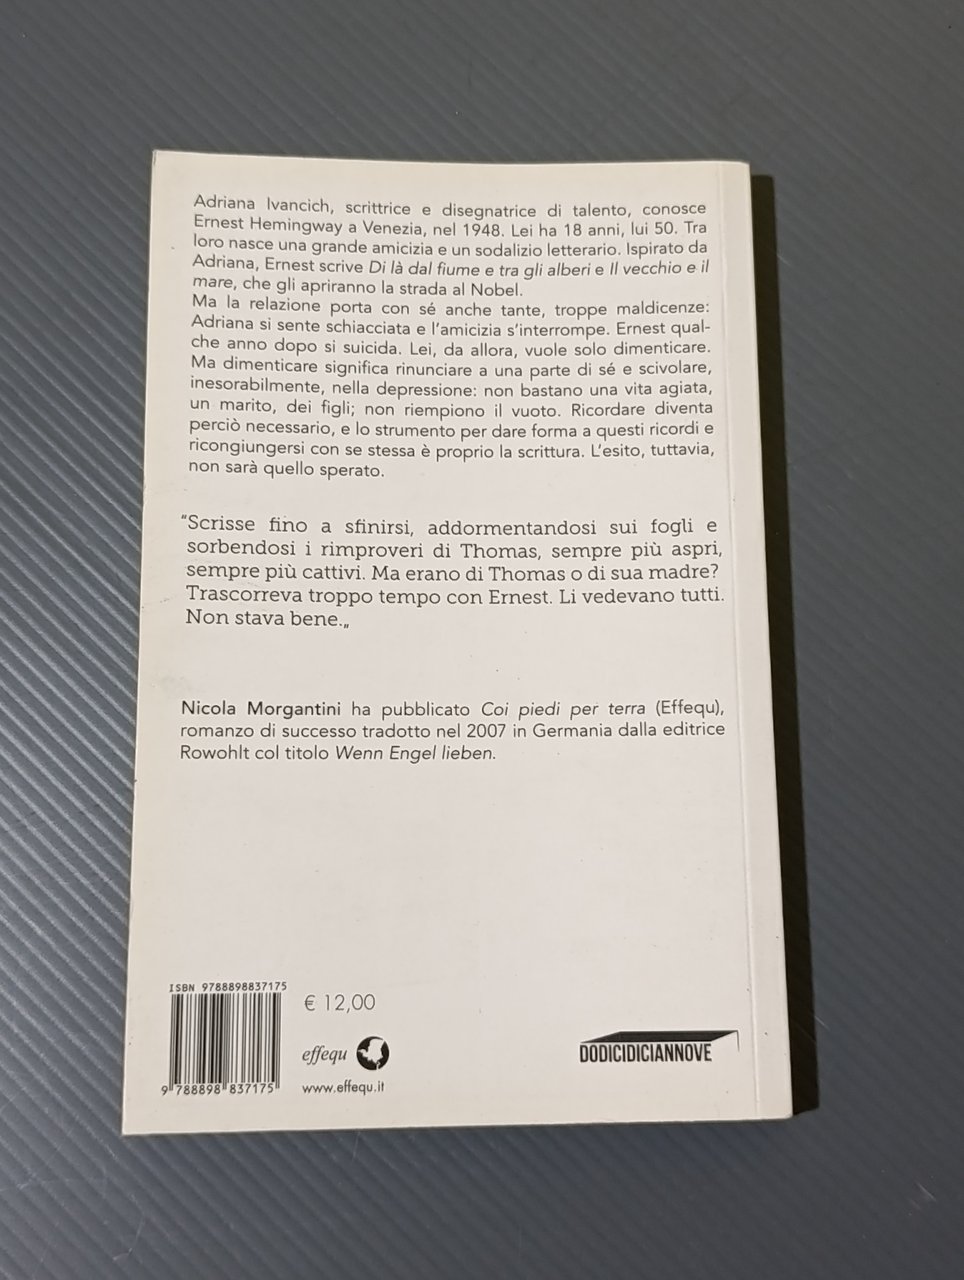 Adriana Ivancich, scrittrice e disegnatrice di talento, conosce
Ernest Hemingway a Venezia, nel 1948. Lei ha 18 anni, lui 50. Tra
loro nasce una grande amicizia e un sodalizio letterario. Ispirato da
Adriana, Ernest scrive Di là dal fiume e tra gli alberi e Il vecchio e il
mare, che gli apriranno la strada al Nobel.
Ma la relazione porta con sé anche tante, troppe maldicenze:
Adriana si sente schiacciata e l'amicizia s'interrompe. Ernest qual-
che anno dopo si suicida. Lei, da allora, vuole solo dimenticare.
Ma dimenticare significa rinunciare a una parte di sé e scivolare,
inesorabilmente, nella depressione: non bastano una vita agiata,
un marito, dei figli; non riempiono il vuoto. Ricordare diventa
perciò necessario, e lo strumento per dare forma a questi ricordi e
ricongiungersi con se stessa è proprio la scrittura. L'esito, tuttavia,
non sarà quello sperato.
"Scrisse fino a sfinirsi, addormentandosi sui fogli e
sorbendosi i rimproveri di Thomas, sempre più aspri,
sempre più cattivi. Ma erano di Thomas o di sua madre?
Trascorreva troppo tempo con Ernest. Li vedevano tutti.
Non stava bene.„
Nicola Morgantini ha pubblicato Coi piedi per terra (Effequ),
romanzo di successo tradotto nel 2007 in Germania dalla editrice
Rowohlt col titolo Wenn Engel lieben.
ISBN 9788898837175
€ 12,00
effequ
DODICIDICIANNOVE
www.effequ.it
9 788898 837175